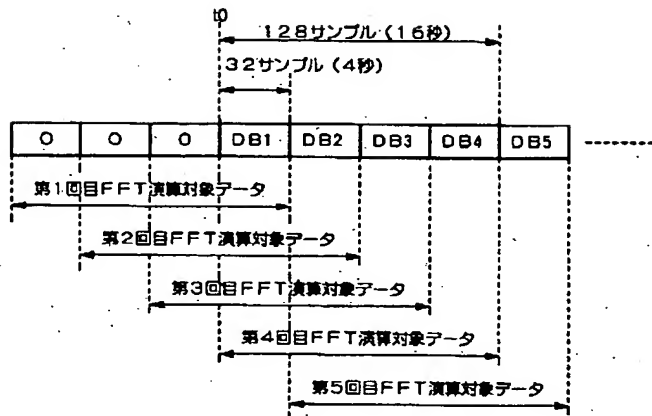 t0
128サンプル（16秒）
32サンプル（4秒）
0 0 0 DB1 DB2 DB3 DB4 DB5
第1回目FFT演算対象データ
第2回目FFT演算対象データ
第3回目FFT演算対象データ
第4回目FFT演算対象データ
第5回目FFT演算対象データ